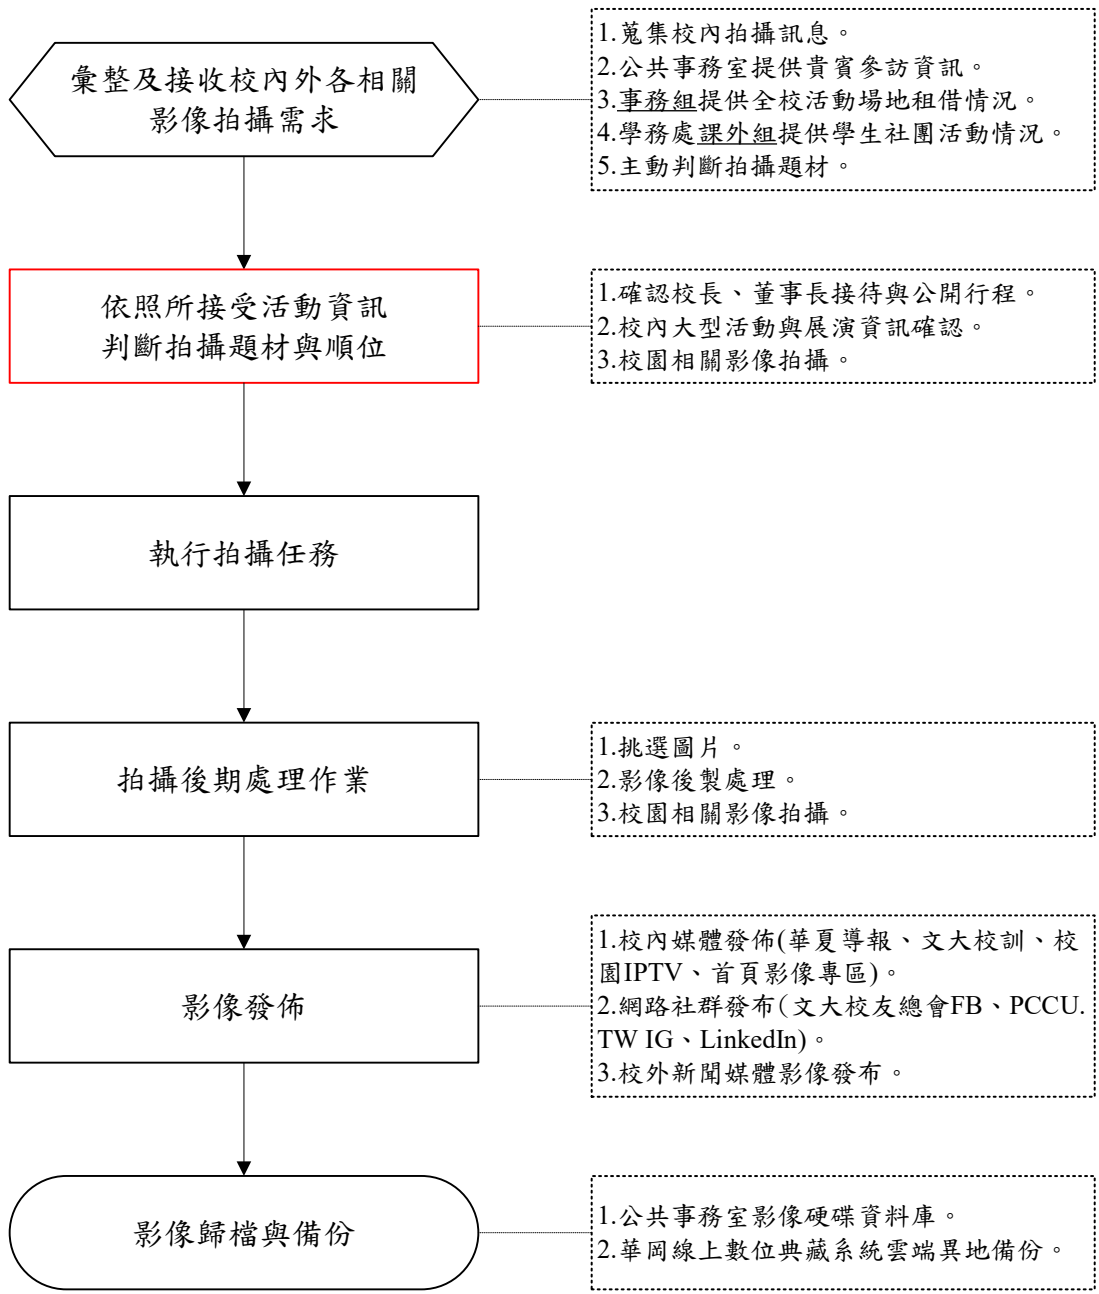 彙整及接收校內外各相關
影像拍攝需求
1.蒐集校內拍攝訊息。
2.公共事務室提供貴賓參訪資訊。
3.事務組提供全校活動場地租借情況。
4.學務處課外組提供學生社團活動情況。
5.主動判斷拍攝題材。
依照所接受活動資訊
判斷拍攝題材與順位
1.確認校長、董事長接待與公開行程。
2.校內大型活動與展演資訊確認。
3.校園相關影像拍攝。
執行拍攝任務
拍攝後期處理作業
1.挑選圖片。
2.影像後製處理。
3.校園相關影像拍攝。
影像發佈
1.校內媒體發佈(華夏導報、文大校訓、校
園IPTV、首頁影像專區)。
2.網路社群發布(文大校友總會FB、PCCU.
TW IG、LinkedIn)。
3.校外新聞媒體影像發布。
影像歸檔與備份
1.公共事務室影像硬碟資料庫。
2.華岡線上數位典藏系統雲端異地備份。